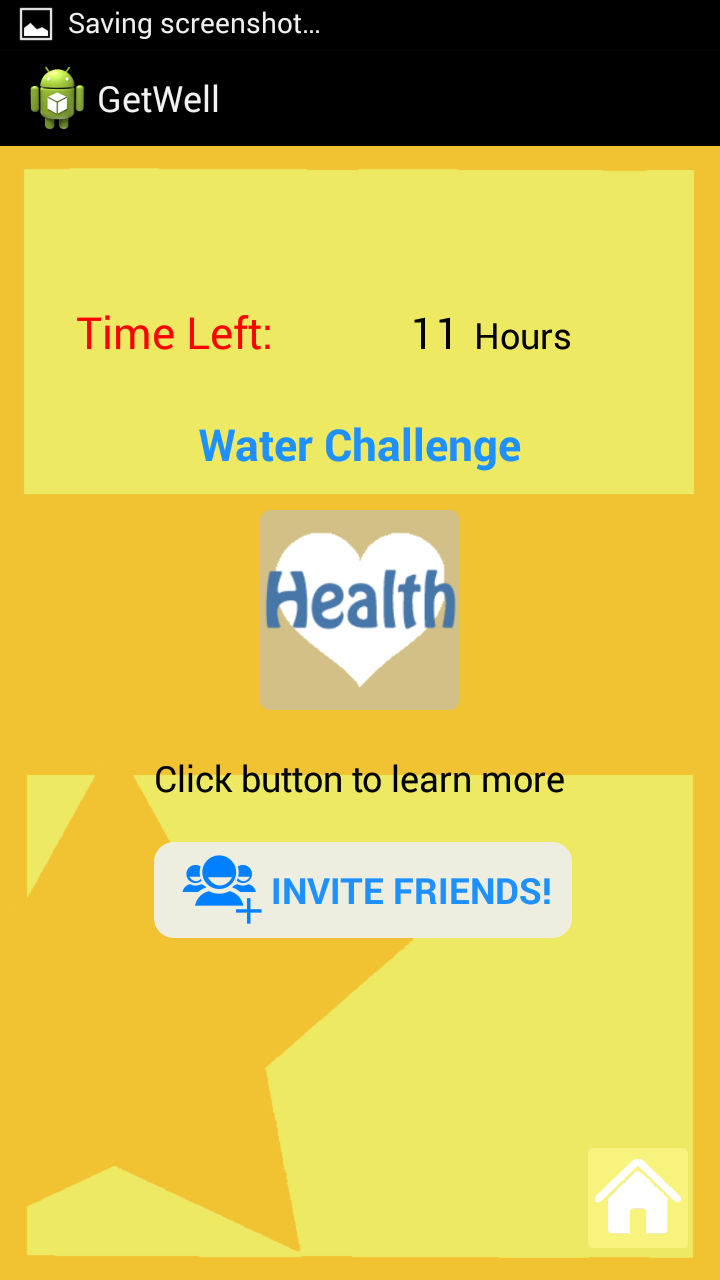 Saving screenshot...
GetWell
Time Left: 11 Hours
Water Challenge
Health
Click button to learn more
INVITE FRIENDS!